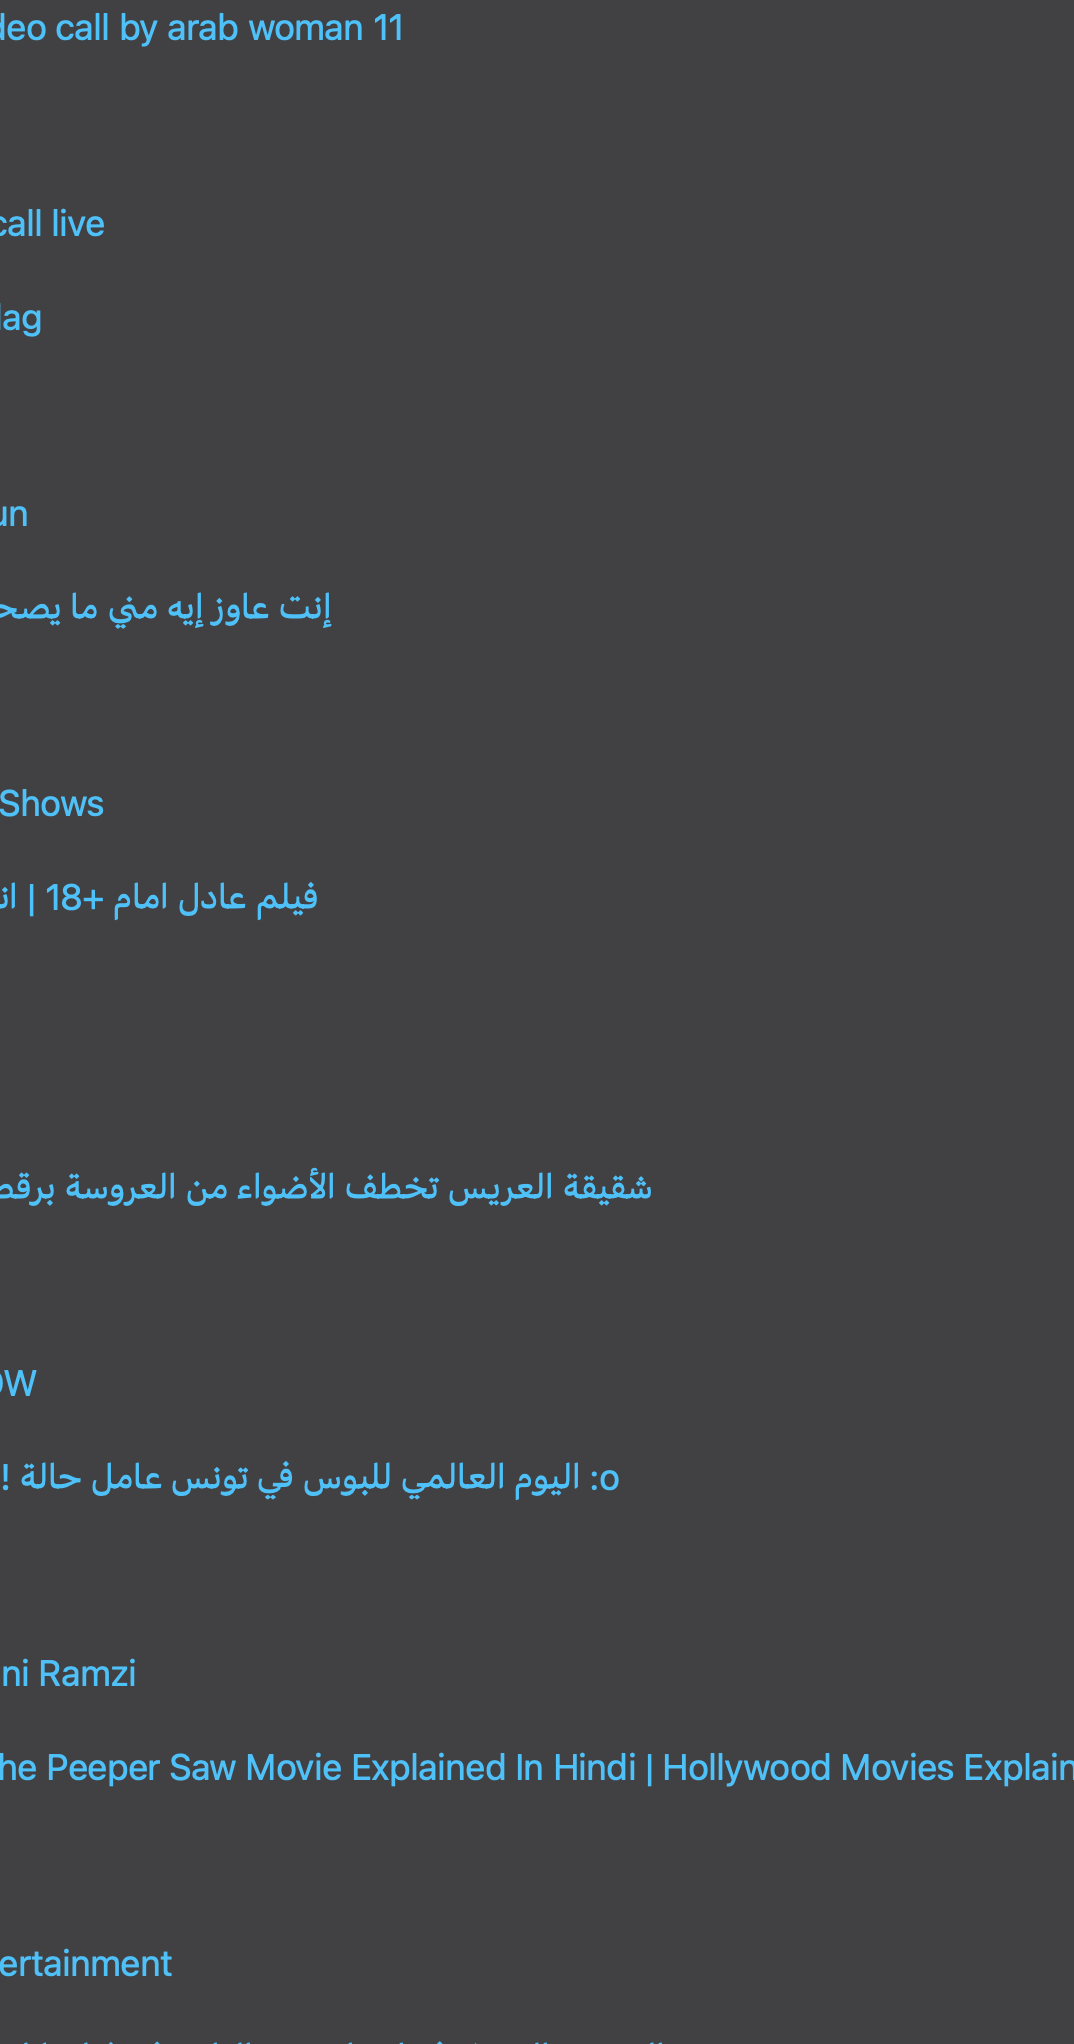 deo call by arab woman 11
call live
lag
un
إنت عاوز إيه مني ما يصح
Shows
فيلم عادل امام +18 | ان
شقيقة العريس تخطف الأضواء من العروسة برقص
OW
o: اليوم العالمي للبوس في تونس عامل حالة !
ni Ramzi
he Peeper Saw Movie Explained In Hindi | Hollywood Movies Explain
ertainment